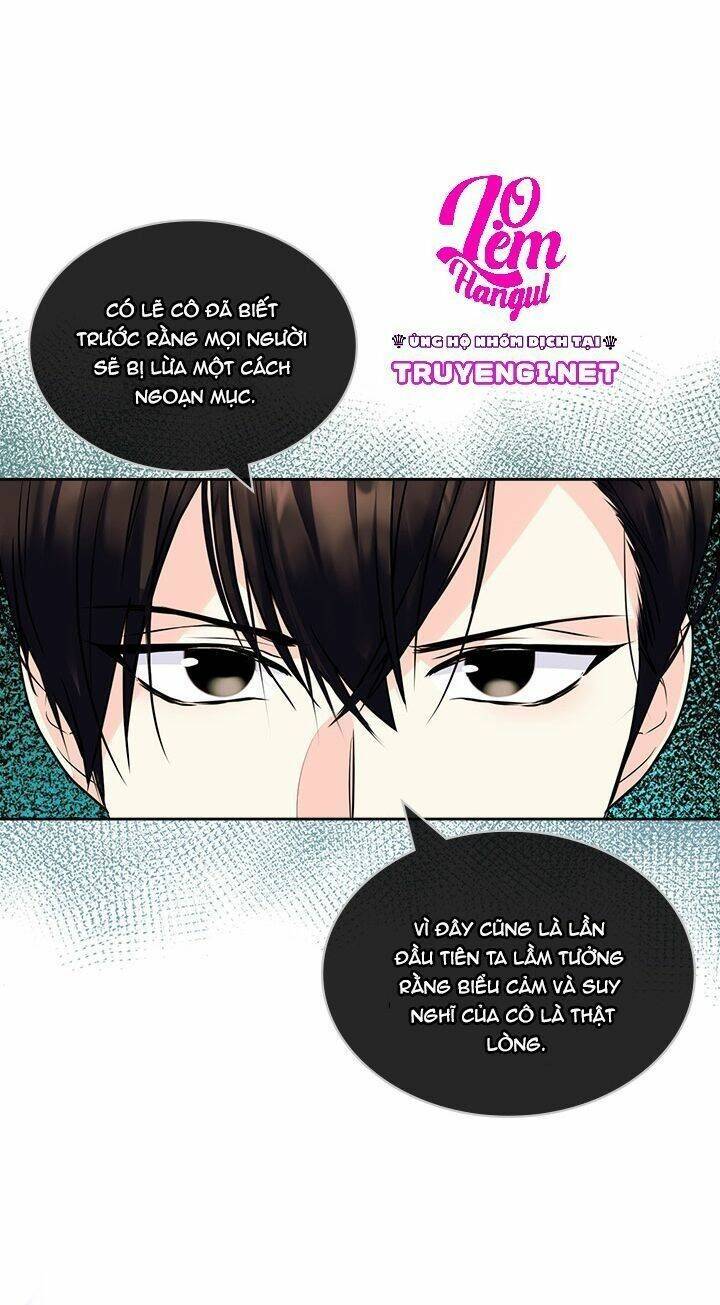 LO
Lem
Hangul
ỦNG HỘ NHÓM DỊCH TẠI
TRUYENGI.NET
CÓ LẼ CÔ ĐÃ BIẾT
TRƯỚC RẰNG MỌI NGƯỜI
SẼ BỊ LỪA MỘT CÁCH
NGOẠN MỤC.
VÌ ĐÂY CŨNG LÀ LẦN
ĐẦU TIÊN TA LẦM TƯỞNG
RẰNG BIỂU CẢM VÀ SUY
NGHĨ CỦA CÔ LÀ THẬT
LÒNG.